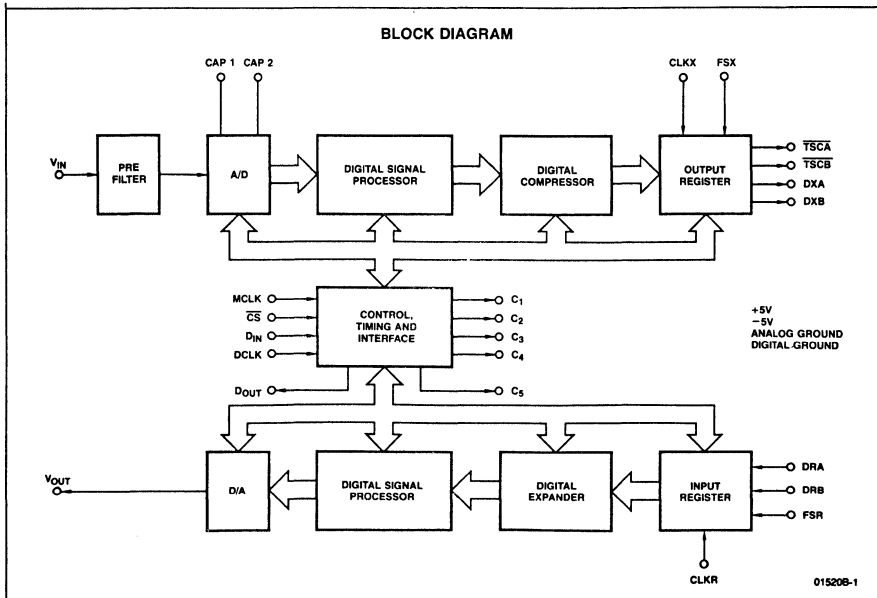 BLOCK DIAGRAM
CAP 1 CAP 2
CLKX FSX
VIN
PRE
FILTER
A/D
DIGITAL SIGNAL
PROCESSOR
DIGITAL
COMPRESSOR
OUTPUT
REGISTER
TSCA
TSCB
DXA
DXB
MCLK
CS
DIN
DCLK
DOUT
CONTROL,
TIMING AND
INTERFACE
C1
C2
C3
C4
C5
+5V
−5V
ANALOG GROUND
DIGITAL GROUND
VOUT
D/A
DIGITAL SIGNAL
PROCESSOR
DIGITAL
EXPANDER
INPUT
REGISTER
DRA
DRB
FSR
CLKR
01520B-1